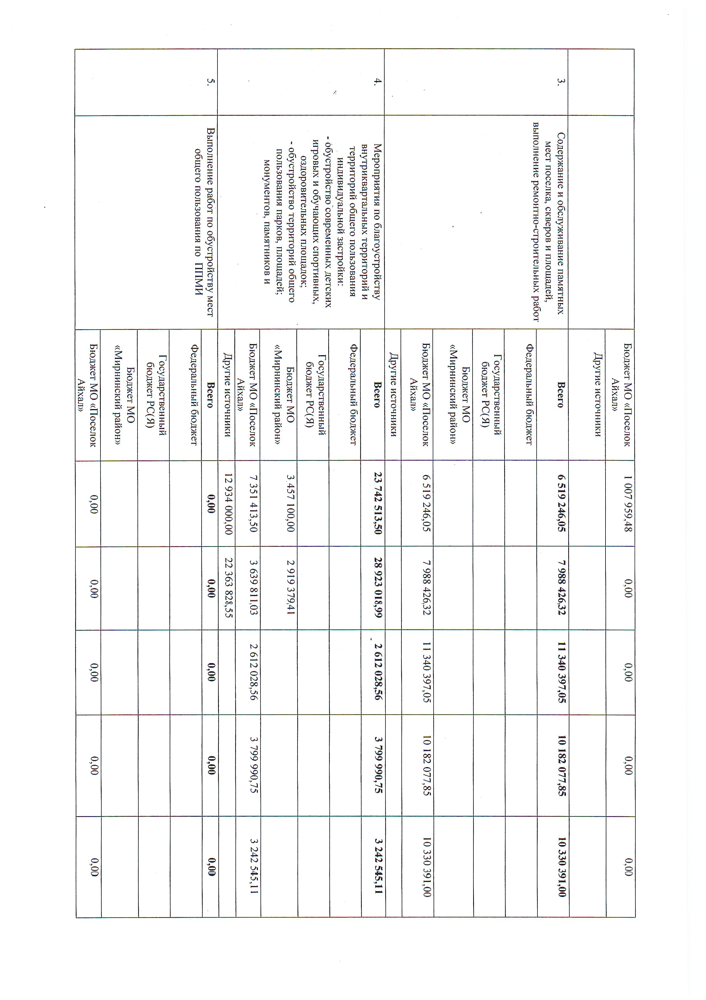 Бюджет МО «Поселок
Айхал»
1 007 959,48
0,00
0,00
0,00
0,00
Другие источники
3.
Содержание и обслуживание памятных
мест поселка, скверов и площадей,
выполнение ремонтно-строительных работ
Всего
6 519 246,05
7 988 426,32
11 340 397,05
10 182 077,85
10 330 391,00
Федеральный бюджет
Государственный
бюджет РС(Я)
Бюджет МО
«Мирнинский район»
Бюджет МО «Поселок
Айхал»
6 519 246,05
7 988 426,32
11 340 397,05
10 182 077,85
10 330 391,00
Другие источники
4.
Мероприятия по благоустройству
внутриквартальных территорий и
территорий общего пользования
индивидуальной застройки:
- обустройство современных детских
игровых и обучающих спортивных,
оздоровительных площадок;
- обустройство территорий общего
пользования парков, площадей;
монументов, памятников и
Всего
23 742 513,50
28 923 018,99
2 612 028,56
3 799 990,75
3 242 545,11
Федеральный бюджет
Государственный
бюджет РС(Я)
Бюджет МО
«Мирнинский район»
3 457 100,00
2 919 379,41
Бюджет МО «Поселок
Айхал»
7 351 413,50
3 639 811,03
2 612 028,56
3 799 990,75
3 242 545,11
Другие источники
12 934 000,00
22 363 828,55
5.
Выполнение работ по обустройству мест
общего пользования по ППМИ
Всего
0,00
0,00
0,00
0,00
0,00
Федеральный бюджет
Государственный
бюджет РС(Я)
Бюджет МО
«Мирнинский район»
Бюджет МО «Поселок
Айхал»
0,00
0,00
0,00
0,00
0,00